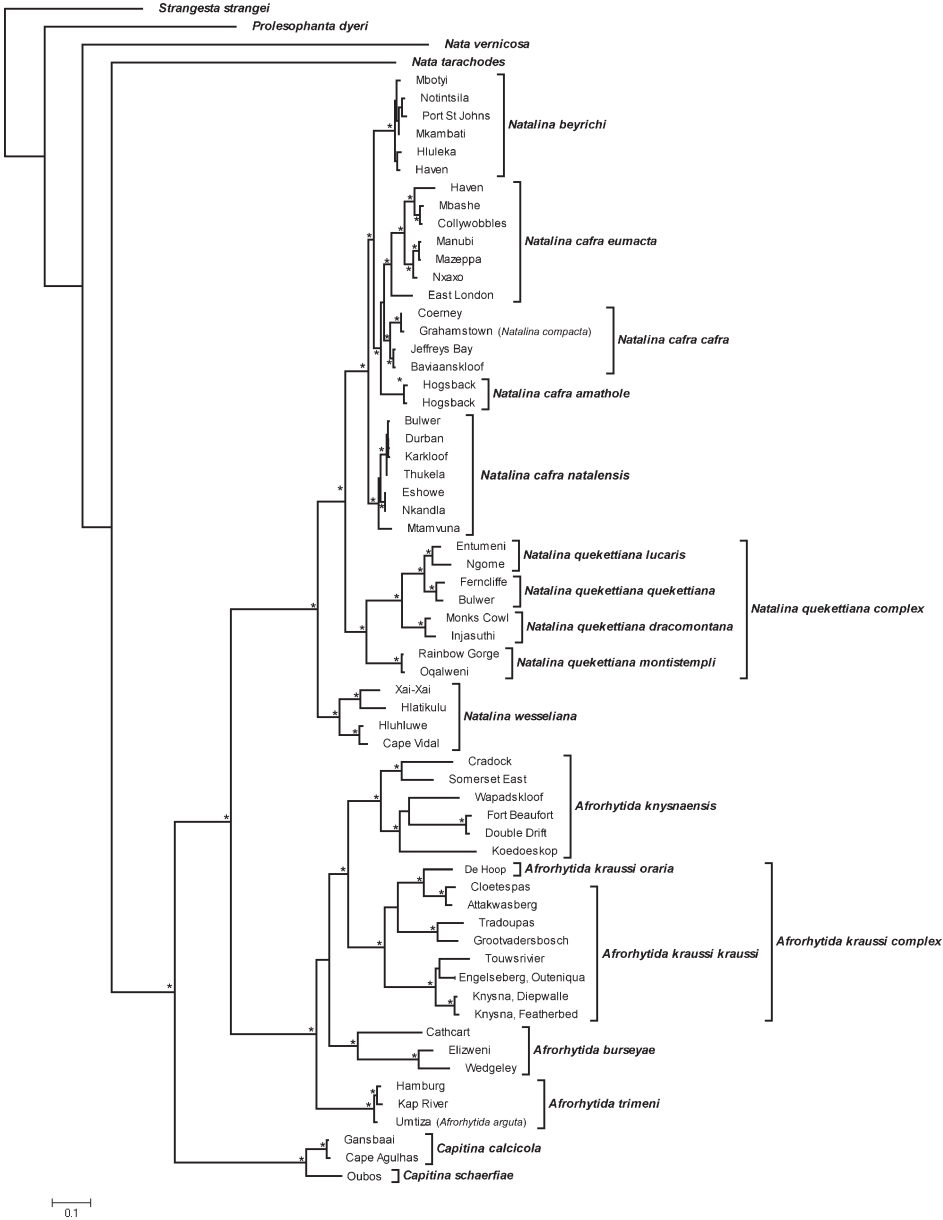 Strangesta strangei
Prolesophanta dyeri
Nata vernicosa
Nata tarachodes
Mbotyi
Notintsila
Port St Johns
Natalina beyrichi
Mkambati
Hluleka
Haven
Haven
Mbashe
Collywobbles
Manubi
Natalina cafra eumacta
Mazeppa
Nxaxo
East London
Coerney
Grahamstown (Natalina compacta)
Natalina cafra cafra
Jeffreys Bay
Baviaanskloof
Hogsback
Natalina cafra amathole
Hogsback
Bulwer
Durban
Karkloof
Thukela
Natalina cafra natalensis
Eshowe
Nkandla
Mtamvuna
Entumeni
Natalina quekettiana lucaris
Ngome
Ferncliffe
Natalina quekettiana quekettiana
Bulwer
Natalina quekettiana complex
Monks Cowl
Natalina quekettiana dracomontana
Injasuthi
Rainbow Gorge
Natalina quekettiana montistempli
Oqalweni
Xai-Xai
Hlatikulu
Natalina wesseliana
Hluhluwe
Cape Vidal
Cradock
Somerset East
Wapadskloof
Afrorhytida knysnaensis
Fort Beaufort
Double Drift
Koedoeskop
De Hoop
Afrorhytida kraussi oraria
Cloetespas
Attakwasberg
Tradoupas
Grootvadersbosch
Afrorhytida kraussi complex
Afrorhytida kraussi kraussi
Touwsrivier
Engelseberg, Outeniqua
Knysna, Diepwalle
Knysna, Featherbed
Cathcart
Elizweni
Afrorhytida burseyae
Wedgeley
Hamburg
Kap River
Afrorhytida trimeni
Umtiza (Afrorhytida arguta)
Gansbaai
Capitina calcicola
Cape Agulhas
Oubos
Capitina schaerfiae
0.1